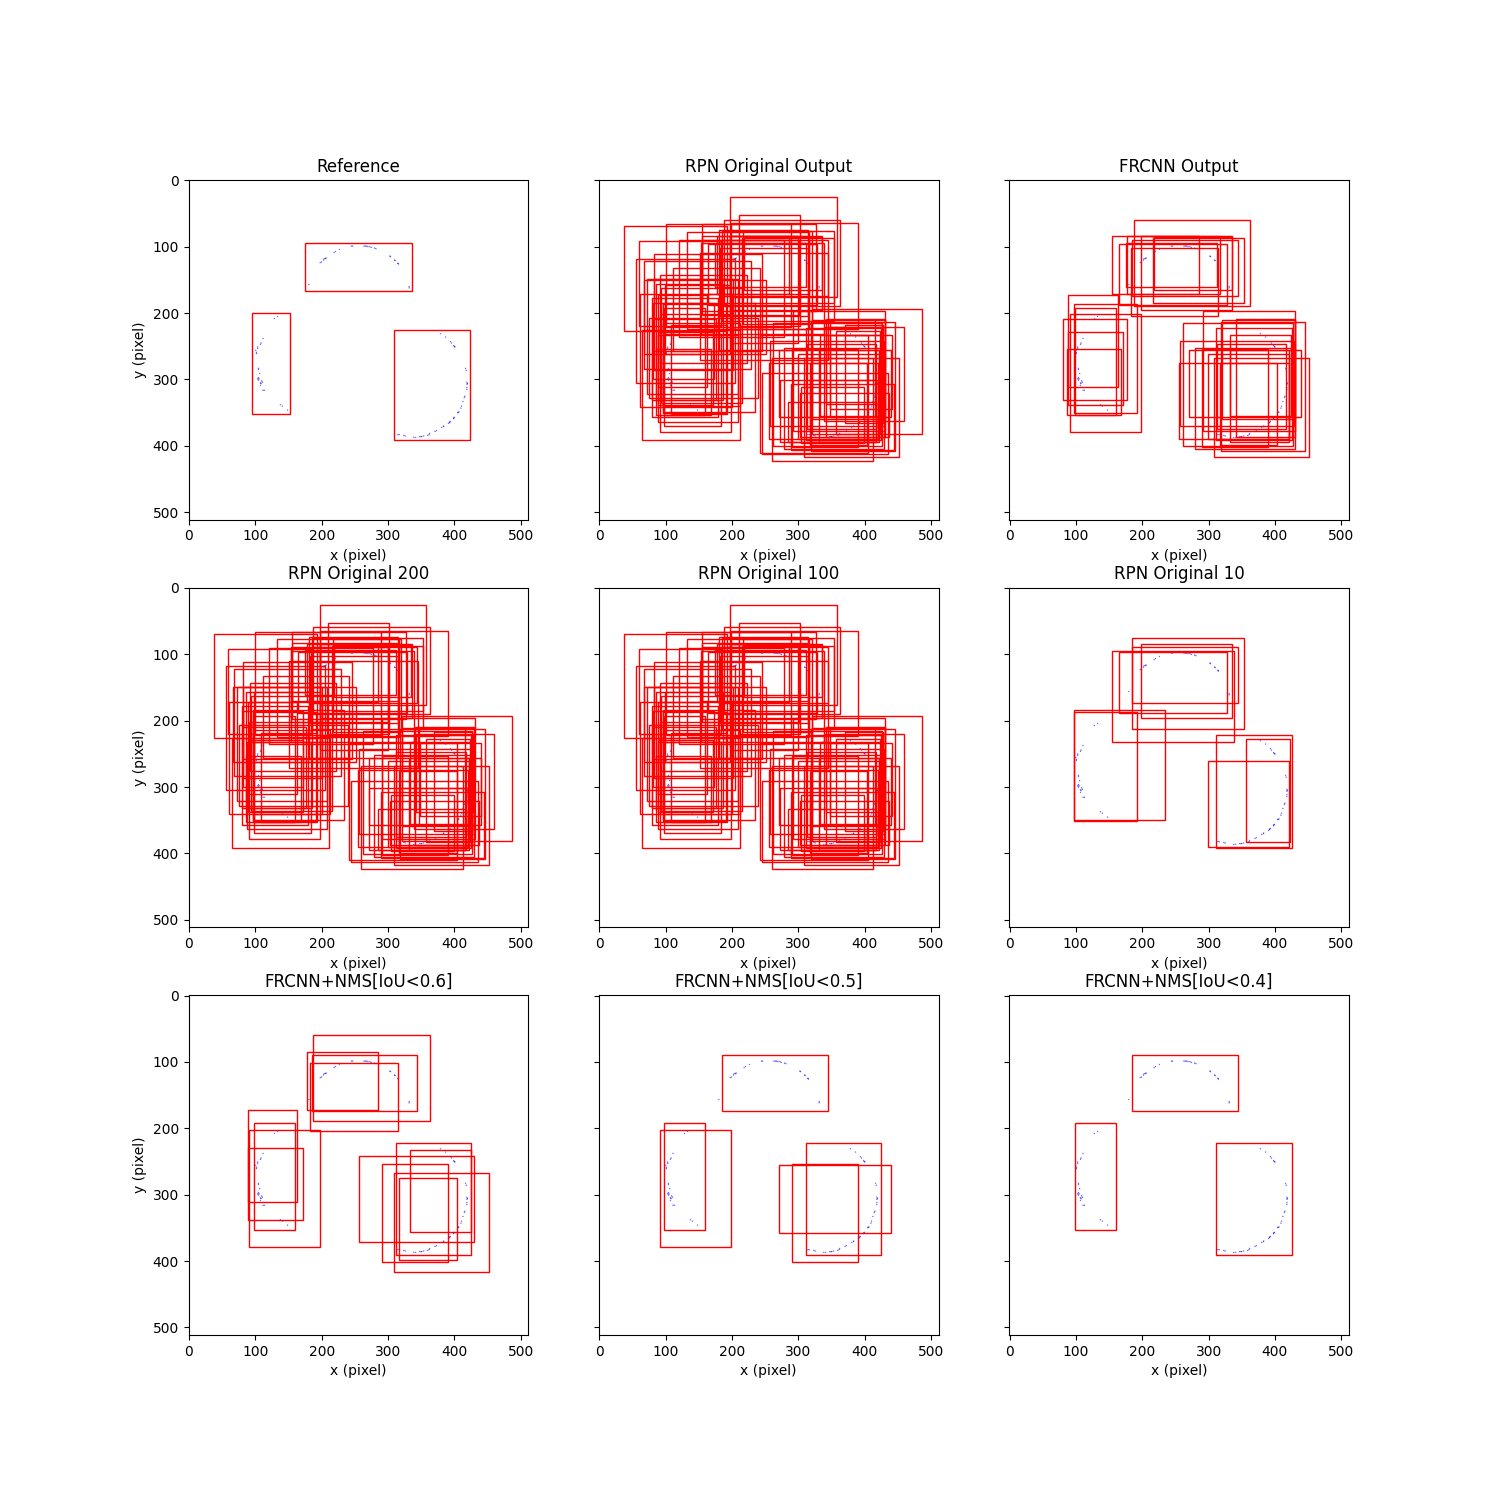 Reference RPN Original Output FRCNN Output
0
100
200
300
400
500
y (pixel)
0 100 200 300 400 500 0 100 200 300 400 500 0 100 200 300 400 500
x (pixel) x (pixel) x (pixel)
RPN Original 200 RPN Original 100 RPN Original 10
0
100
200
300
400
500
y (pixel)
0 100 200 300 400 500 0 100 200 300 400 500 0 100 200 300 400 500
x (pixel) x (pixel) x (pixel)
FRCNN+NMS[IoU<0.6] FRCNN+NMS[IoU<0.5] FRCNN+NMS[IoU<0.4]
0
100
200
300
400
500
y (pixel)
0 100 200 300 400 500 0 100 200 300 400 500 0 100 200 300 400 500
x (pixel) x (pixel) x (pixel)